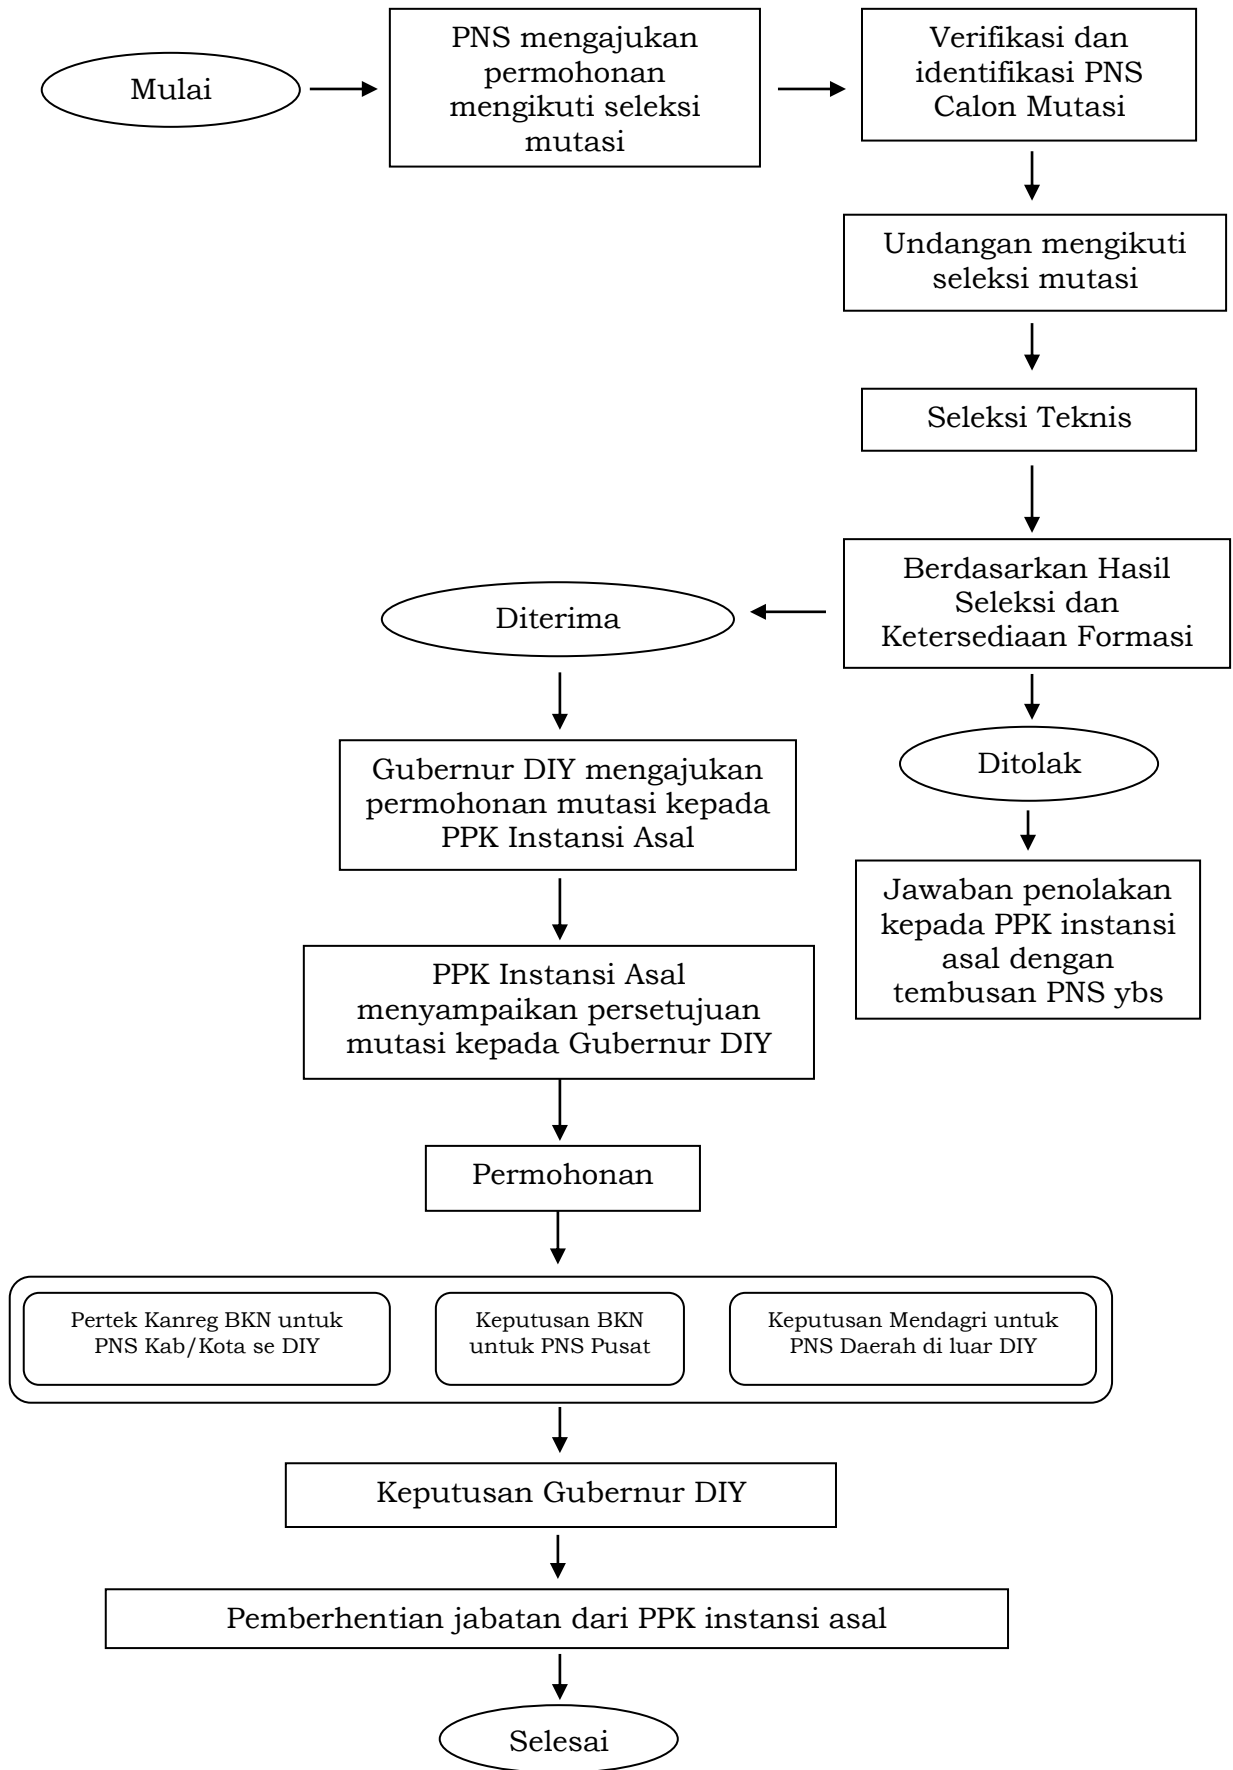 Mulai
PNS mengajukan
permohonan
mengikuti seleksi
mutasi
Verifikasi dan
identifikasi PNS
Calon Mutasi
Undangan mengikuti
seleksi mutasi
Seleksi Teknis
Berdasarkan Hasil
Seleksi dan
Ketersediaan Formasi
Diterima
Ditolak
Gubernur DIY mengajukan
permohonan mutasi kepada
PPK Instansi Asal
Jawaban penolakan
kepada PPK instansi
asal dengan
tembusan PNS ybs
PPK Instansi Asal
menyampaikan persetujuan
mutasi kepada Gubernur DIY
Permohonan
Pertek Kanreg BKN untuk
PNS Kab/Kota se DIY
Keputusan BKN
untuk PNS Pusat
Keputusan Mendagri untuk
PNS Daerah di luar DIY
Keputusan Gubernur DIY
Pemberhentian jabatan dari PPK instansi asal
Selesai